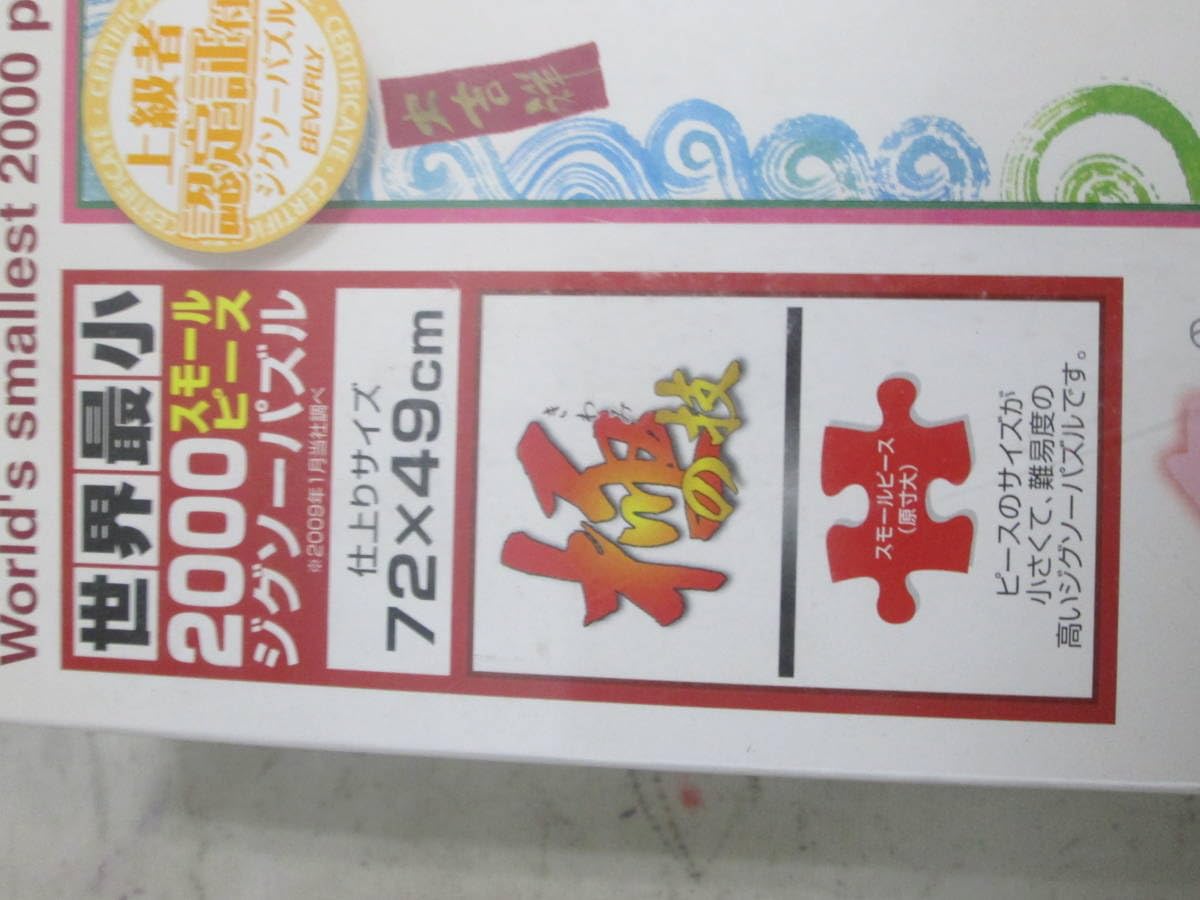 World's smallest 2000 p
CERTIFICATE · CERTIFICATE
上級者
認定証付
ジグソーパズル
BEVERLY
大吉祥
世界最小
2000スモールピース
ジグソーパズル
※2009年1月当社調べ
仕上りサイズ
72×49cm
きわみ
極の技
スモールピース
(原寸大)
ピースのサイズが
小さくて、難易度の
高いジグソーパズルです。